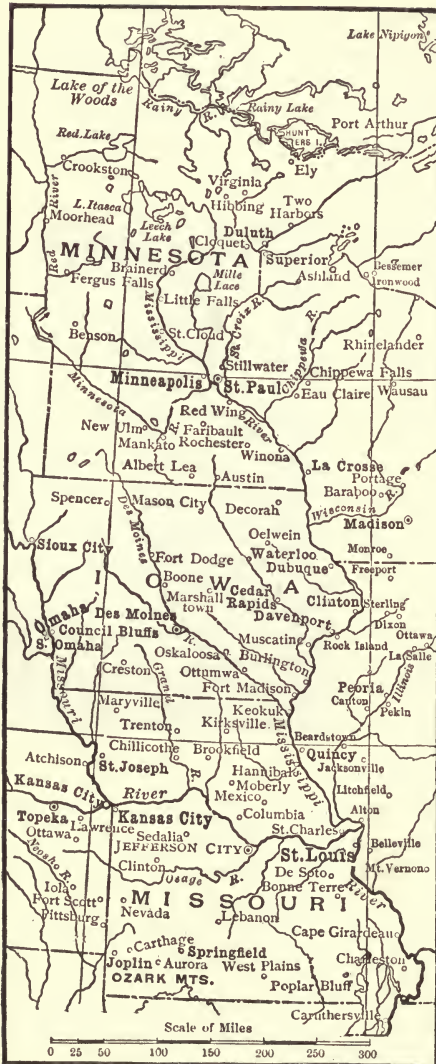 Lake Nipigon
Lake of the
Woods
Rainy R.
Rainy Lake
HUNT
ERS I.
Port Arthur
Red Lake
Crookston
Ely
Virginia
Hibbing
Two
Harbors
Red River
L. Itasca
Moorhead
Leech
Lake
Duluth
Cloquet
MINNESOTA
Superior
Brainerd
Mille
Lace
Ashland
Bessemer
Ironwood
Fergus Falls
Little Falls
Mississippi
St. Croix R.
Chippewa R.
Benson
St. Cloud
Rhinelander
Stillwater
Minneapolis
St. Paul
Chippewa Falls
Eau Claire
Wausau
Minnesota R.
Red Wing
River
New Ulm
Faribault
Mankato
Rochester
Winona
Albert Lea
Austin
La Crosse
Portage
Baraboo
Wisconsin R.
Spencer
Mason City
Decorah
Madison
Des Moines R.
Oelwein
Sioux City
Fort Dodge
Waterloo
Dubuque
Monroe
Freeport
IOWA
Boone
Marshall
town
Cedar
Rapids
Clinton
Sterling
Omaha
Des Moines
Davenport
Dixon
Ottawa
S. Omaha
Council Bluffs
Muscatine
Rock Island
La Salle
Oskaloosa
Burlington
Creston
Grand R.
Ottumwa
Peoria
Illinois
Missouri
Fort Madison
Canton
Maryville
Keokuk
Pekin
Trenton
Kirksville
Mississippi
Beardstown
Chillicothe
Brookfield
Quincy
Atchison
St. Joseph
Jacksonville
Hannibal
Moberly
Litchfield
Kansas City
River
Mexico
Alton
Topeka
Lawrence
Kansas City
Columbia
St. Charles
Ottawa
Sedalia
JEFFERSON CITY
Belleville
Neosho R.
Clinton
St. Louis
Mt. Vernon
Osage R.
De Soto
Iola
Bonne Terre
River
Fort Scott
MISSOURI
Pittsburg
Nevada
Lebanon
Cape Girardeau
Carthage
Springfield
Joplin
Aurora
West Plains
Charleston
OZARK MTS.
Poplar Bluff
Caruthersville
Scale of Miles
0 25 50 100 150 200 250 300